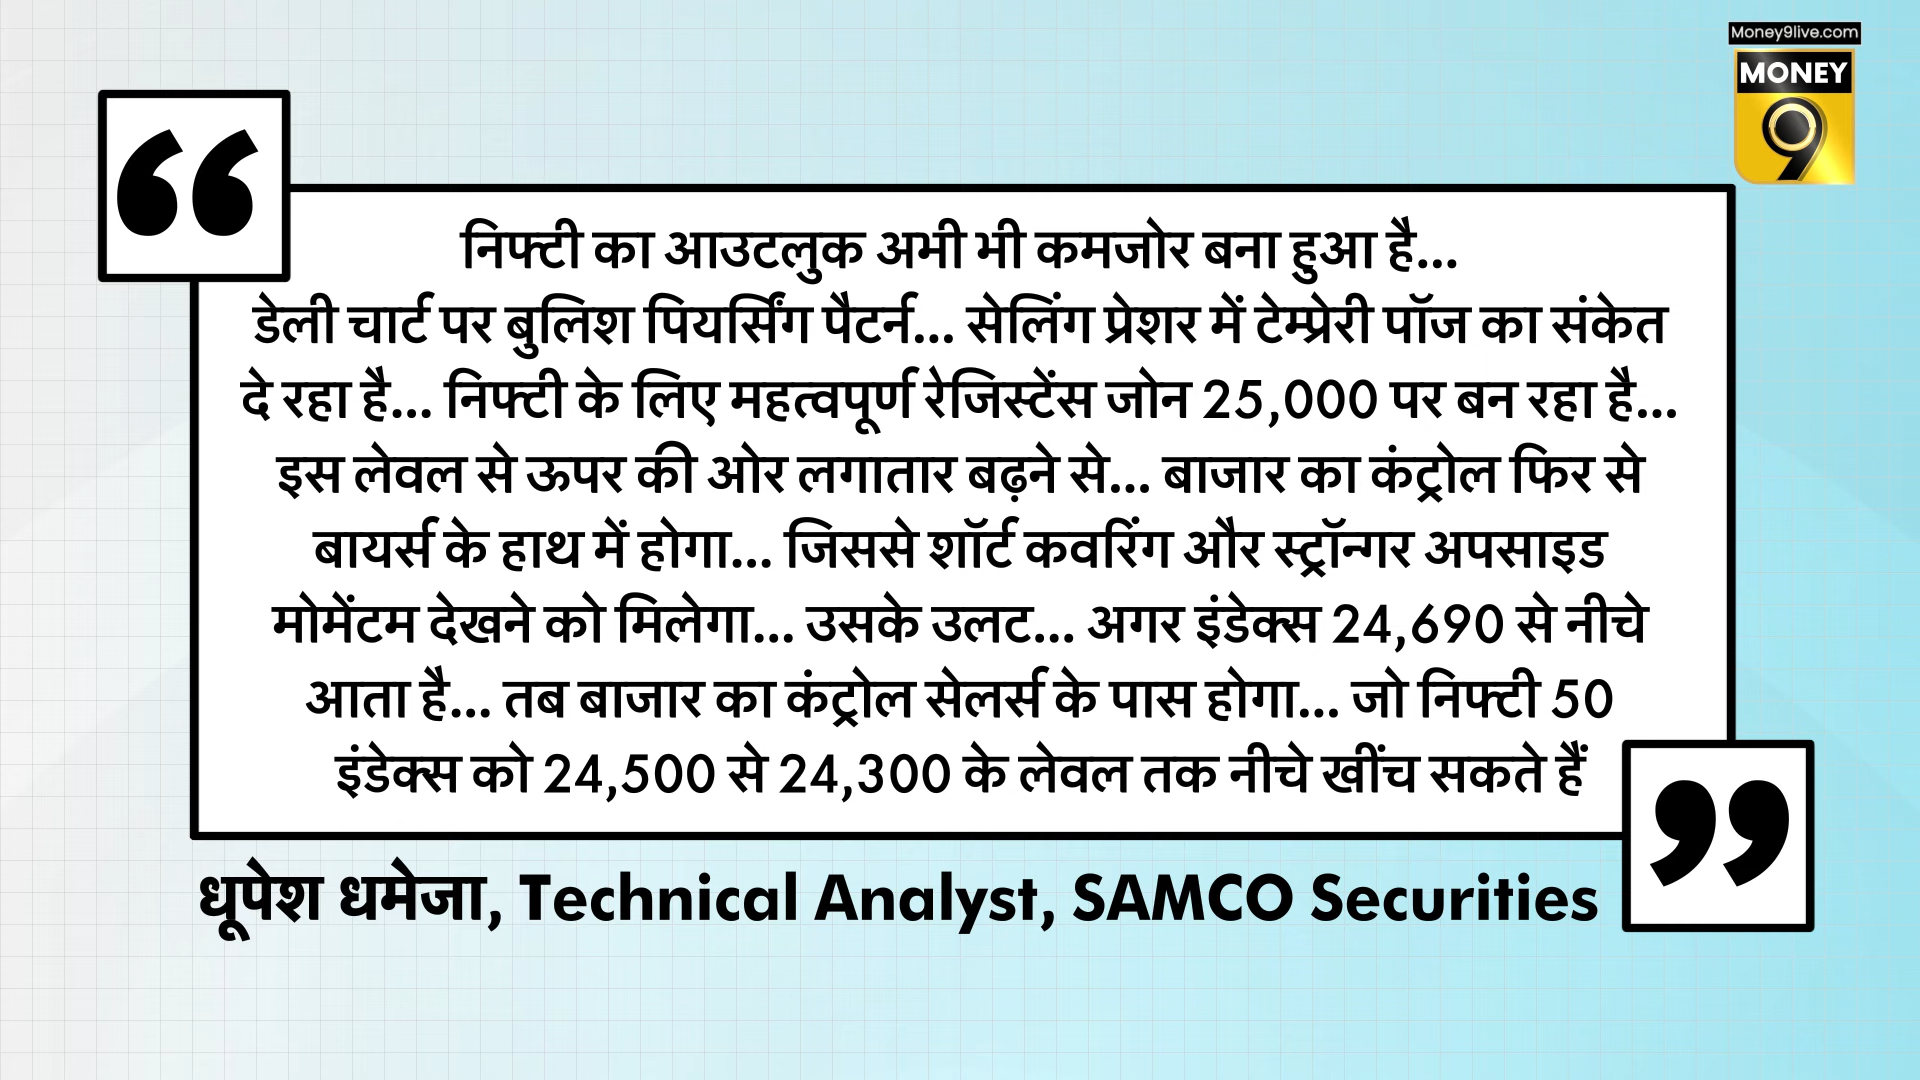 Money9live.com
MONEY
9
निफ्टी का आउटलुक अभी भी कमजोर बना हुआ है...
डेली चार्ट पर बुलिश पियर्सिंग पैटर्न... सेलिंग प्रेशर में टेम्प्रेरी पॉज का संकेत
दे रहा है... निफ्टी के लिए महत्वपूर्ण रेजिस्टेंस जोन 25,000 पर बन रहा है...
इस लेवल से ऊपर की ओर लगातार बढ़ने से... बाजार का कंट्रोल फिर से
बायर्स के हाथ में होगा... जिससे शॉर्ट कवरिंग और स्ट्रॉन्गर अपसाइड
मोमेंटम देखने को मिलेगा... उसके उलट... अगर इंडेक्स 24,690 से नीचे
आता है... तब बाजार का कंट्रोल सेलर्स के पास होगा... जो निफ्टी 50
इंडेक्स को 24,500 से 24,300 के लेवल तक नीचे खींच सकते हैं
धूपेश धमेजा, Technical Analyst, SAMCO Securities